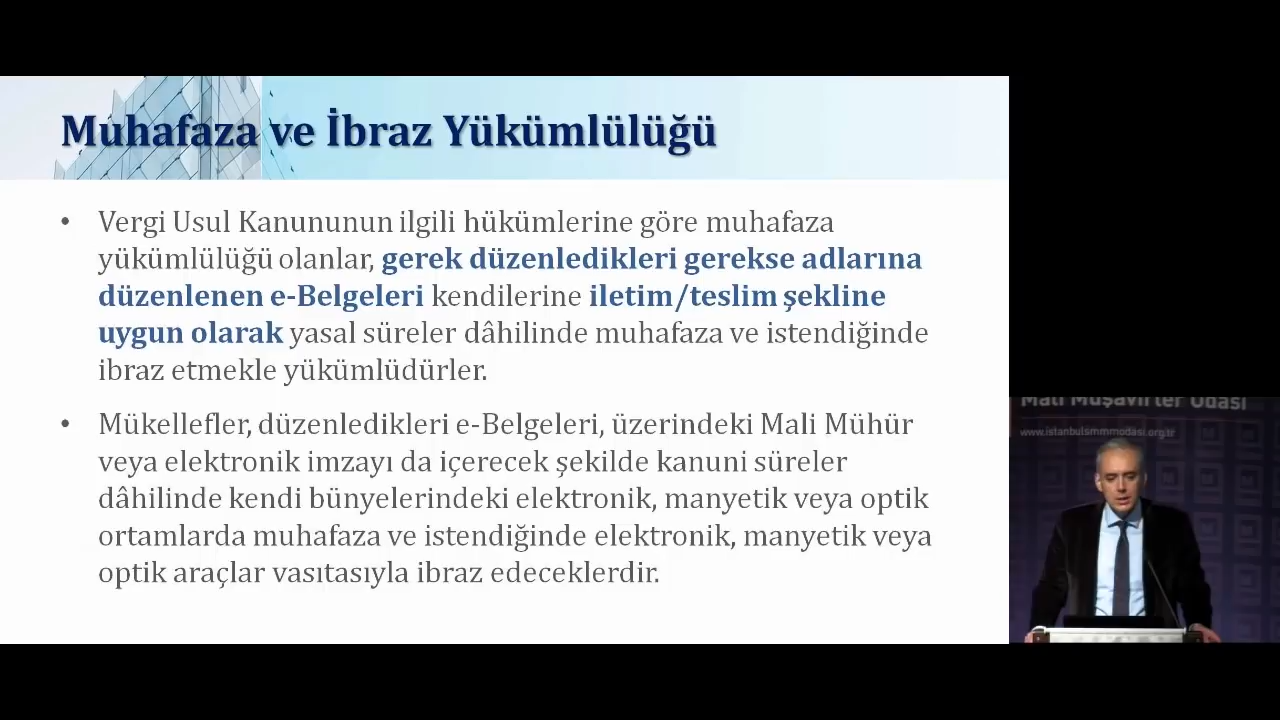 Muhafaza ve İbraz Yükümlülüğü
• Vergi Usul Kanununun ilgili hükümlerine göre muhafaza
yükümlülüğü olanlar, gerek düzenledikleri gerekse adlarına
düzenlenen e-Belgeleri kendilerine iletim/teslim şekline
uygun olarak yasal süreler dâhilinde muhafaza ve istendiğinde
ibraz etmekle yükümlüdürler.
• Mükellefler, düzenledikleri e-Belgeleri, üzerindeki Mali Mühür
veya elektronik imzayı da içerecek şekilde kanuni süreler
dâhilinde kendi bünyelerindeki elektronik, manyetik veya optik
ortamlarda muhafaza ve istendiğinde elektronik, manyetik veya
optik araçlar vasıtasıyla ibraz edeceklerdir.
Mali Müşavirler Odası
www.istanbulsmmmodasi.org.tr